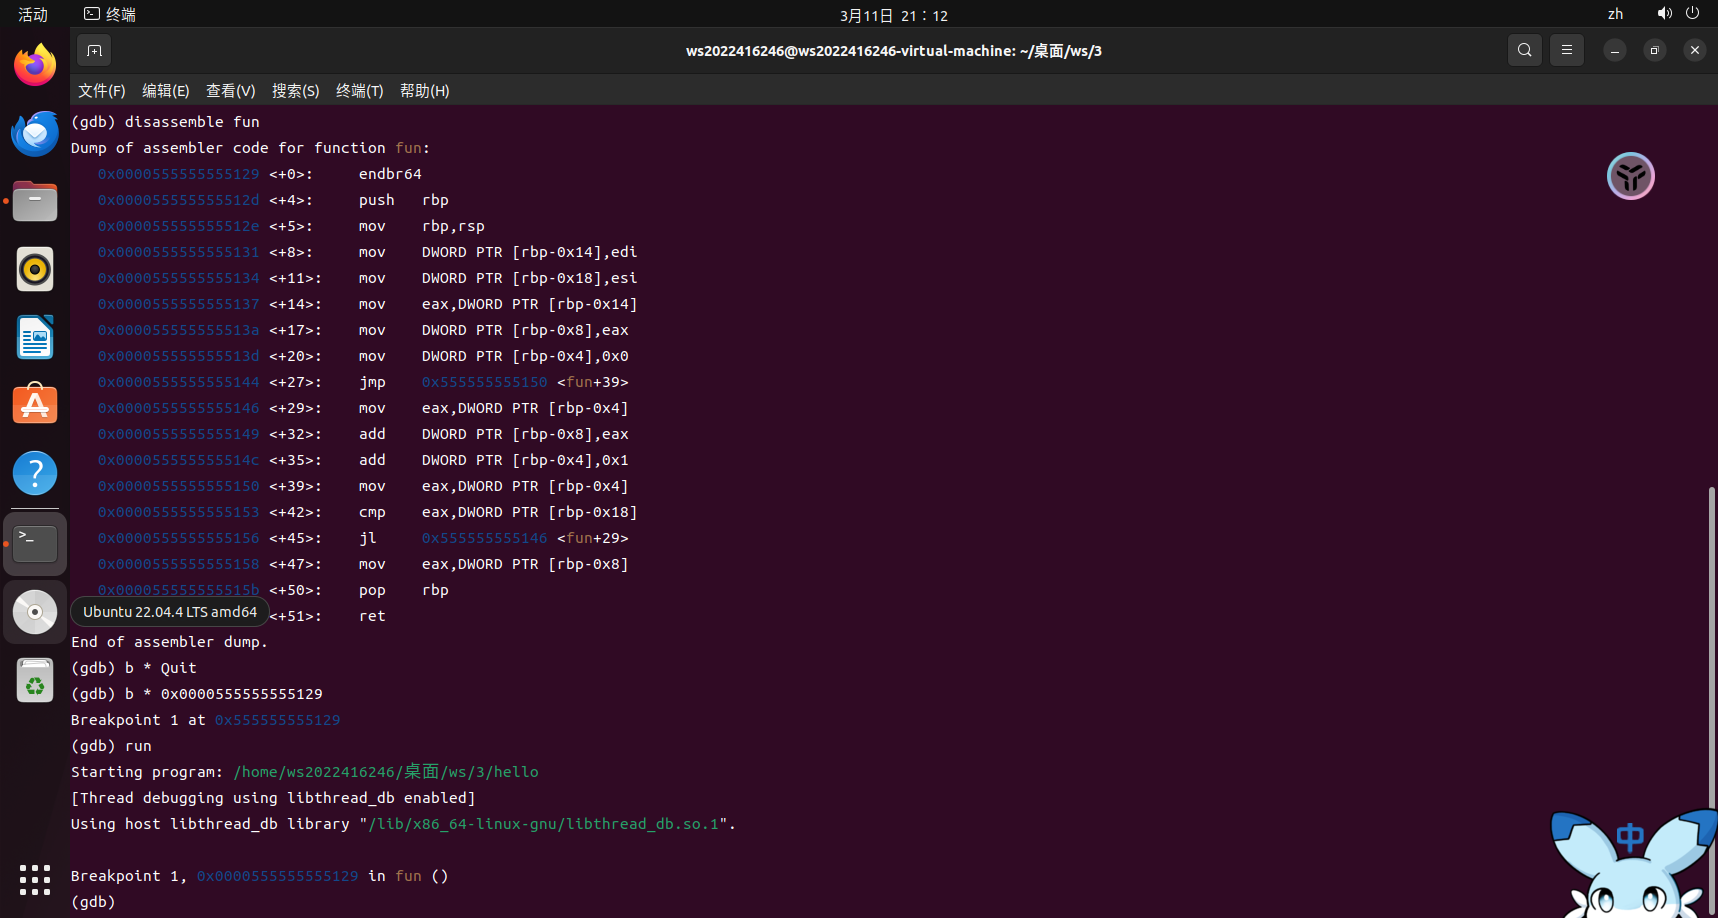 活动 终端 3月11日 21：12 zh
ws2022416246@ws2022416246-virtual-machine: ~/桌面/ws/3
文件(F) 编辑(E) 查看(V) 搜索(S) 终端(T) 帮助(H)
(gdb) disassemble fun
Dump of assembler code for function fun:
0x0000555555555129 <+0>: endbr64
0x000055555555512d <+4>: push rbp
0x000055555555512e <+5>: mov rbp,rsp
0x0000555555555131 <+8>: mov DWORD PTR [rbp-0x14],edi
0x0000555555555134 <+11>: mov DWORD PTR [rbp-0x18],esi
0x0000555555555137 <+14>: mov eax,DWORD PTR [rbp-0x14]
0x000055555555513a <+17>: mov DWORD PTR [rbp-0x8],eax
0x000055555555513d <+20>: mov DWORD PTR [rbp-0x4],0x0
0x0000555555555144 <+27>: jmp 0x555555555150 <fun+39>
0x0000555555555146 <+29>: mov eax,DWORD PTR [rbp-0x4]
0x0000555555555149 <+32>: add DWORD PTR [rbp-0x8],eax
0x000055555555514c <+35>: add DWORD PTR [rbp-0x4],0x1
0x0000555555555150 <+39>: mov eax,DWORD PTR [rbp-0x4]
0x0000555555555153 <+42>: cmp eax,DWORD PTR [rbp-0x18]
0x0000555555555156 <+45>: jl 0x555555555146 <fun+29>
0x0000555555555158 <+47>: mov eax,DWORD PTR [rbp-0x8]
0x000055555555515b <+50>: pop rbp
Ubuntu 22.04.4 LTS amd64 <+51>: ret
End of assembler dump.
(gdb) b * Quit
(gdb) b * 0x0000555555555129
Breakpoint 1 at 0x555555555129
(gdb) run
Starting program: /home/ws2022416246/桌面/ws/3/hello
[Thread debugging using libthread_db enabled]
Using host libthread_db library "/lib/x86_64-linux-gnu/libthread_db.so.1".
中
Breakpoint 1, 0x0000555555555129 in fun ()
(gdb)